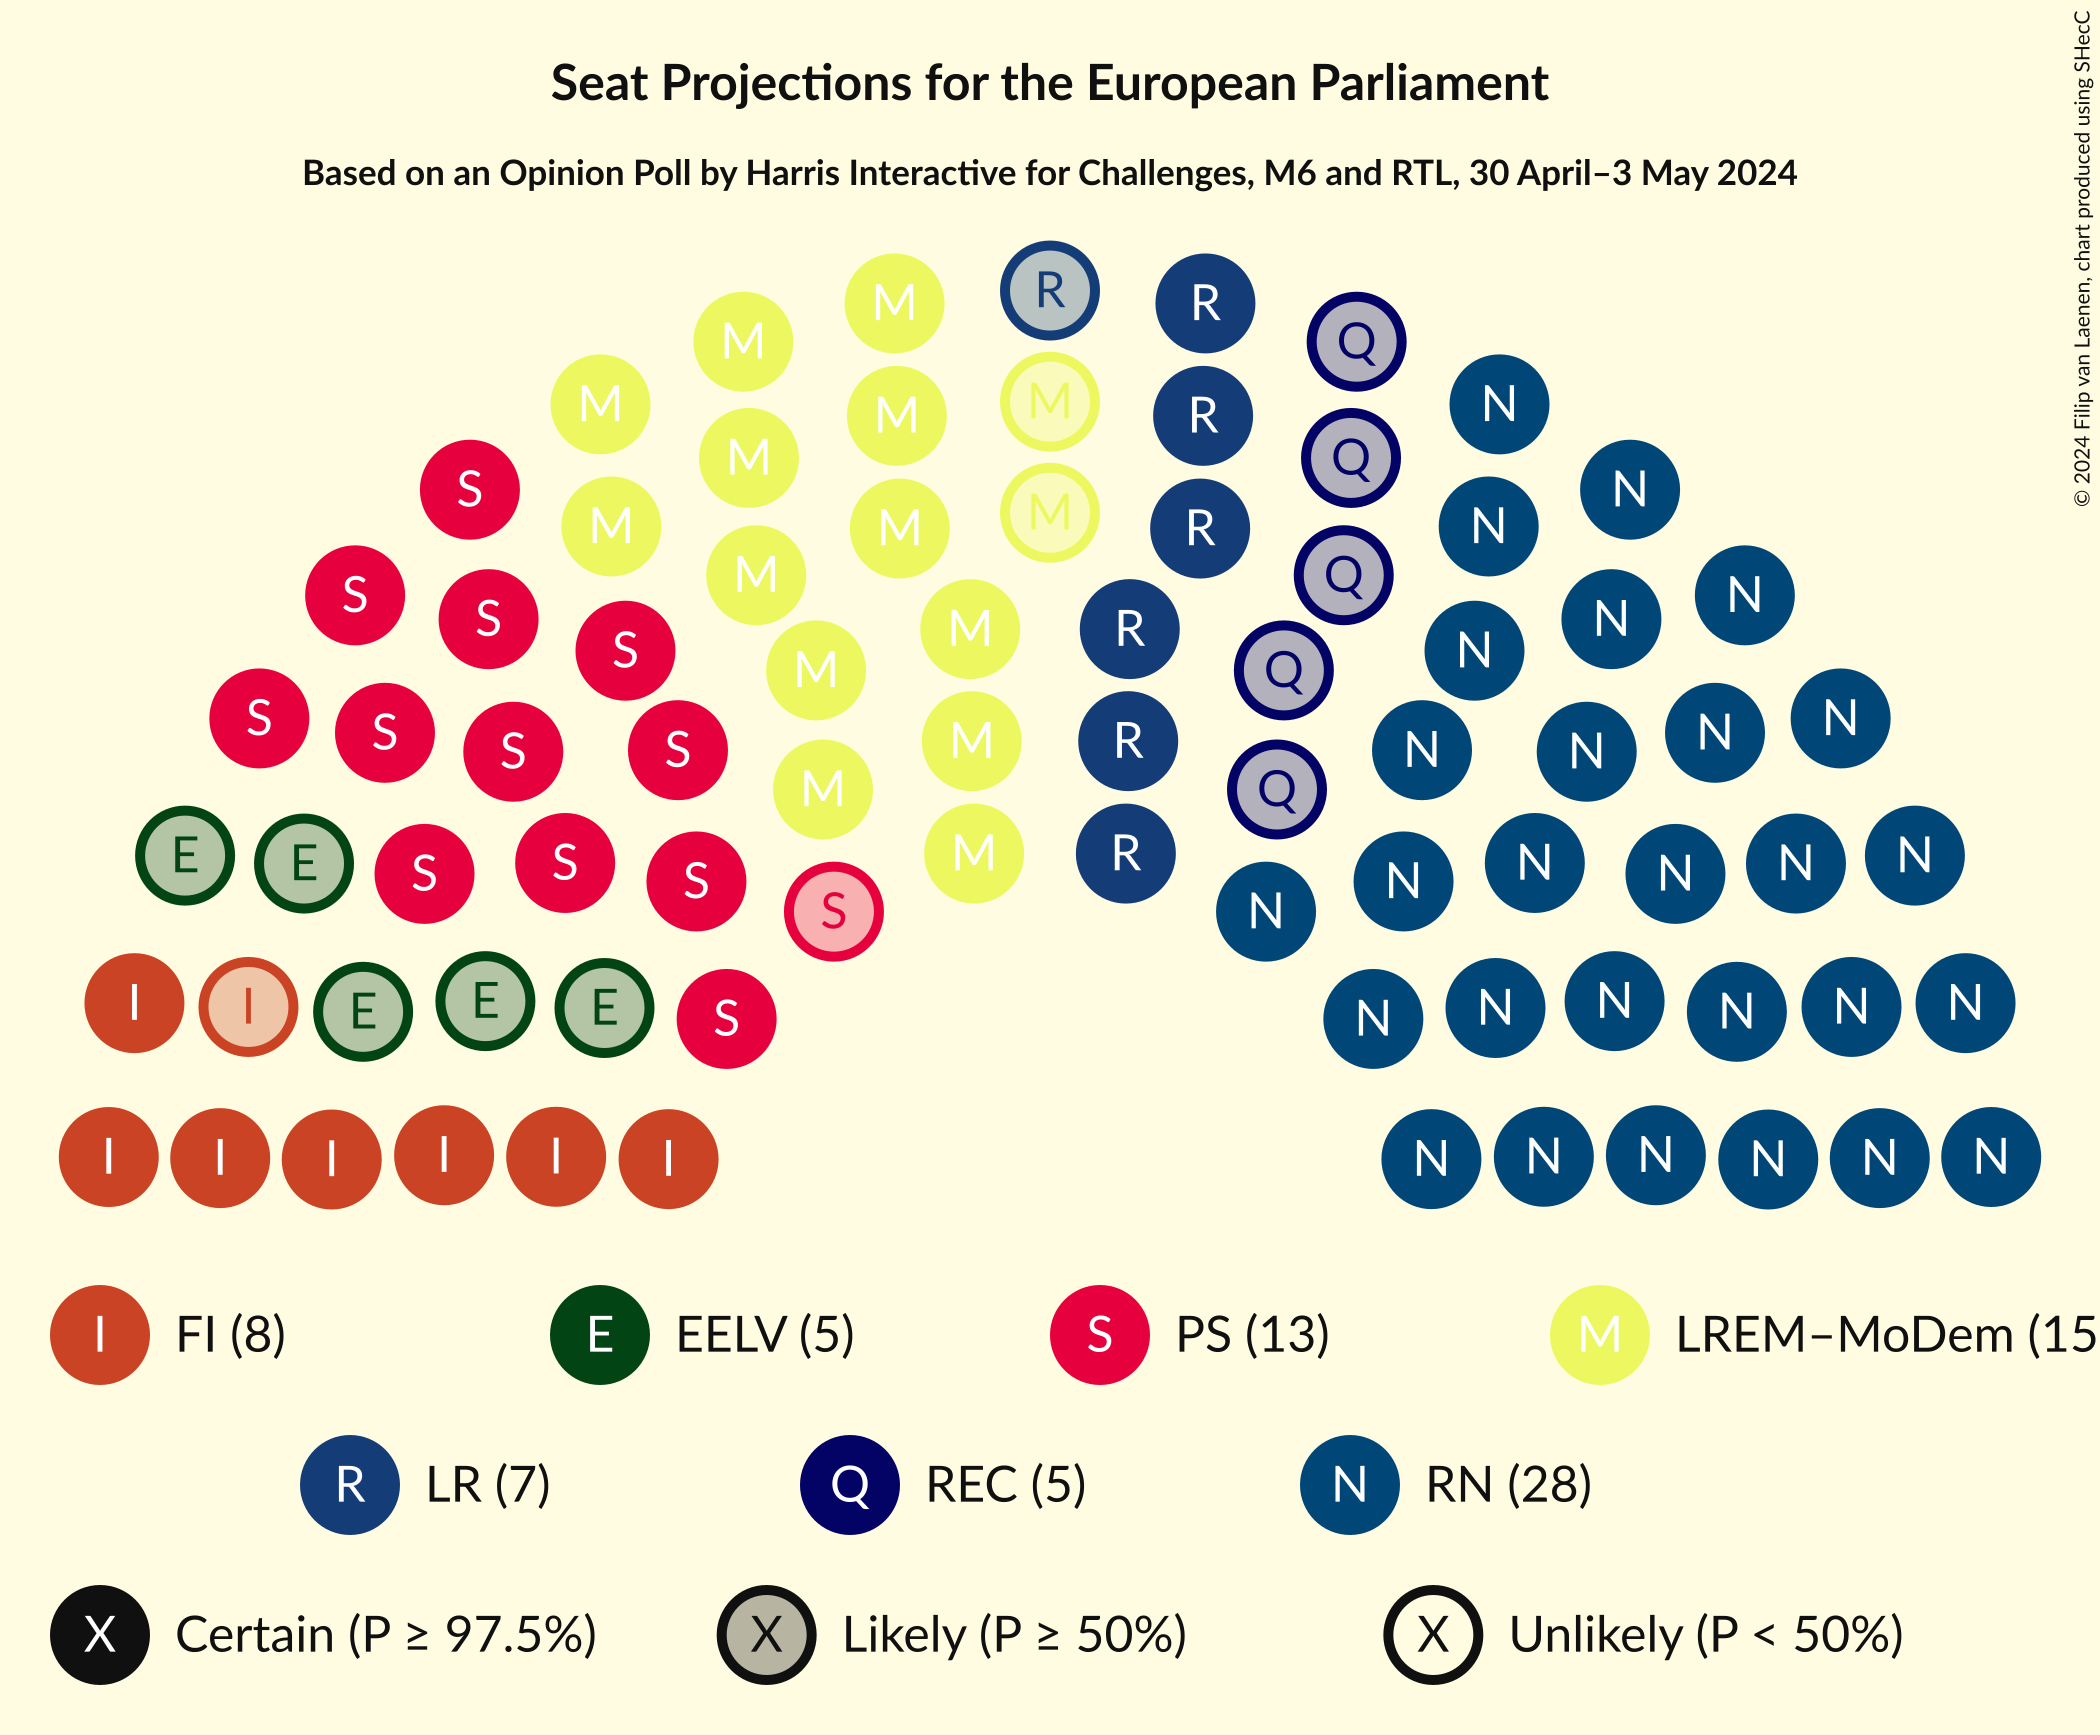 Seat Projections for the European Parliament
Based on an Opinion Poll by Harris Interactive for Challenges, M6 and RTL, 30 April–3 May 2024
© 2024 Filip van Laenen, chart produced using SHecC
R
M R Q
M M N
M M R
M Q
S M N
M M R
M N N
M Q
S N
S N
M R
S N
M Q
S N
S S N N
S M R N
S N
M Q
E M R N
E S S S N N N N
S N
I I E E E S N N N N N N
I I I I I I N N N N N N
I FI (8) E EELV (5) S PS (13) M LREM–MoDem (15
R LR (7) Q REC (5) N RN (28)
X Certain (P ≥ 97.5%) X Likely (P ≥ 50%) X Unlikely (P < 50%)